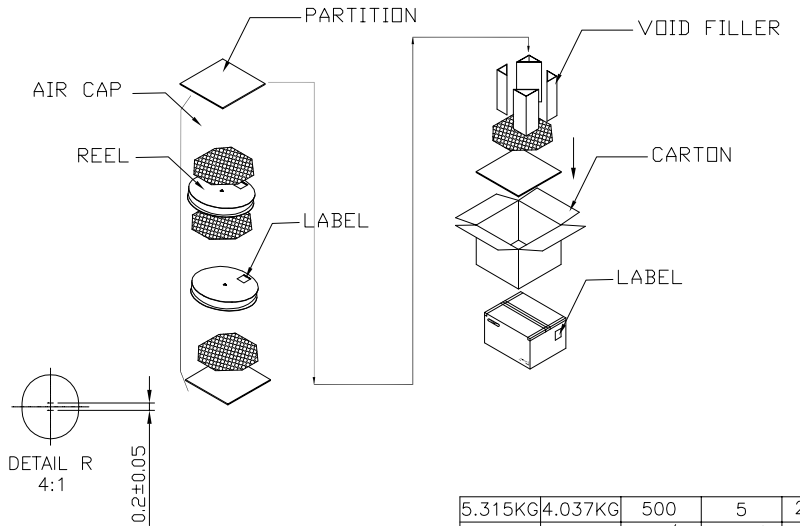 PARTITION
VOID FILLER
AIR CAP
REEL
CARTON
LABEL
LABEL
DETAIL R
4:1
0.2±0.05
5.315KG 4.037KG 500 5